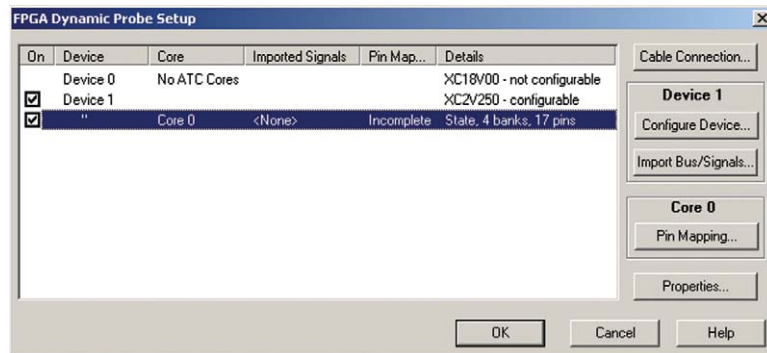 FPGA Dynamic Probe Setup
On Device Core Imported Signals Pin Map... Details
Device 0 No ATC Cores XC18V00 - not configurable
Device 1 XC2V250 - configurable
" Core 0 <None> Incomplete State, 4 banks, 17 pins
Cable Connection...
Device 1
Configure Device...
Import Bus/Signals...
Core 0
Pin Mapping...
Properties...
OK Cancel Help